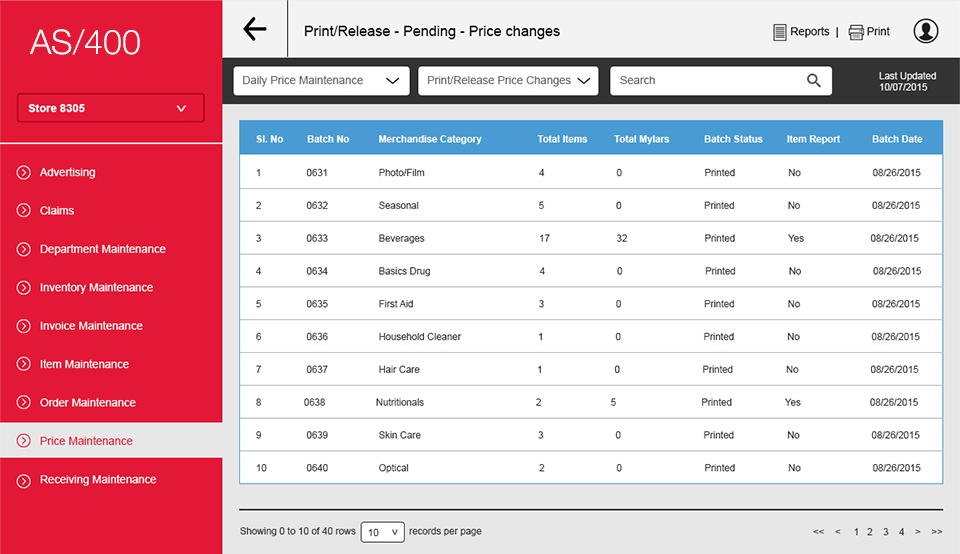 AS/400
Store 8305
Advertising
Claims
Department Maintenance
Inventory Maintenance
Invoice Maintenance
Item Maintenance
Order Maintenance
Price Maintenance
Receiving Maintenance
Print/Release - Pending - Price changes
Reports | Print
Daily Price Maintenance Print/Release Price Changes Search
Last Updated
10/07/2015
Sl. No Batch No Merchandise Category Total Items Total Mylars Batch Status Item Report Batch Date
1 0631 Photo/Film 4 0 Printed No 08/26/2015
2 0632 Seasonal 5 0 Printed No 08/26/2015
3 0633 Beverages 17 32 Printed Yes 08/26/2015
4 0634 Basics Drug 4 0 Printed No 08/26/2015
5 0635 First Aid 3 0 Printed No 08/26/2015
6 0636 Household Cleaner 1 0 Printed No 08/26/2015
7 0637 Hair Care 1 0 Printed No 08/26/2015
8 0638 Nutritionals 2 5 Printed Yes 08/26/2015
9 0639 Skin Care 3 0 Printed No 08/26/2015
10 0640 Optical 2 0 Printed No 08/26/2015
Showing 0 to 10 of 40 rows 10 v records per page << < 1 2 3 4 > >>